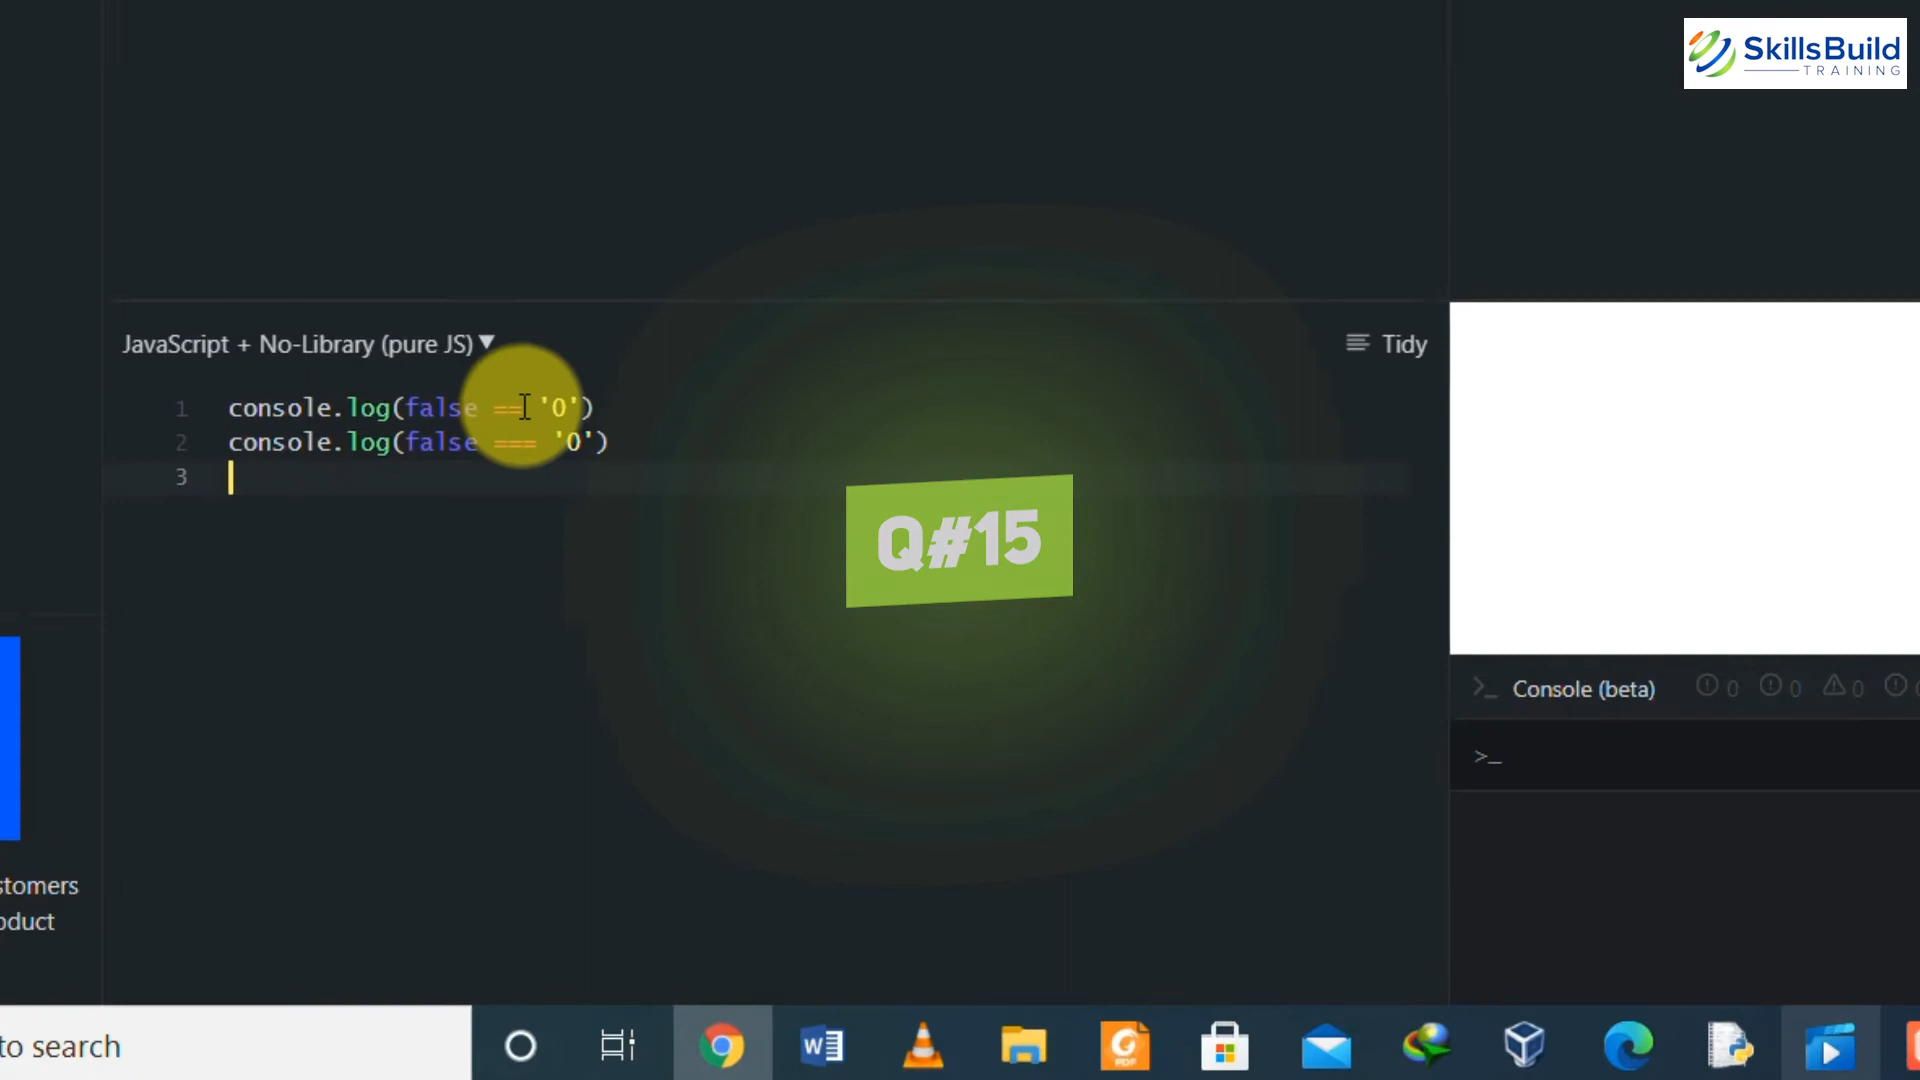 SkillsBuild
TRAINING
JavaScript + No-Library (pure JS) ▼
Tidy
1 console.log(false == '0')
2 console.log(false === '0')
3
Q#15
>_ Console (beta) 0 0 0
>_
stomers
oduct
to search
W
PDF